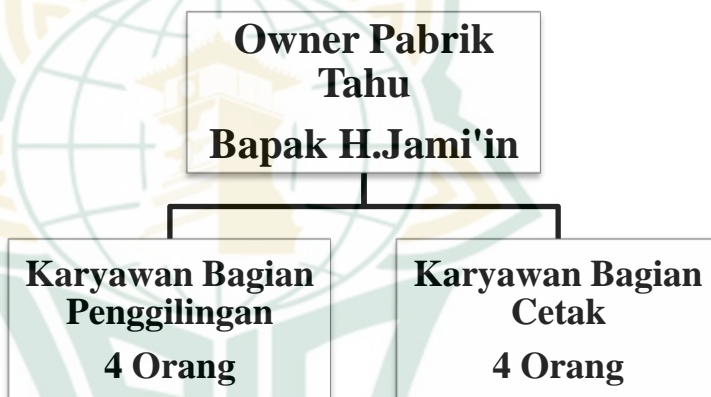 Owner Pabrik
Tahu
Bapak H.Jami'in
Karyawan Bagian
Penggilingan
4 Orang
Karyawan Bagian
Cetak
4 Orang